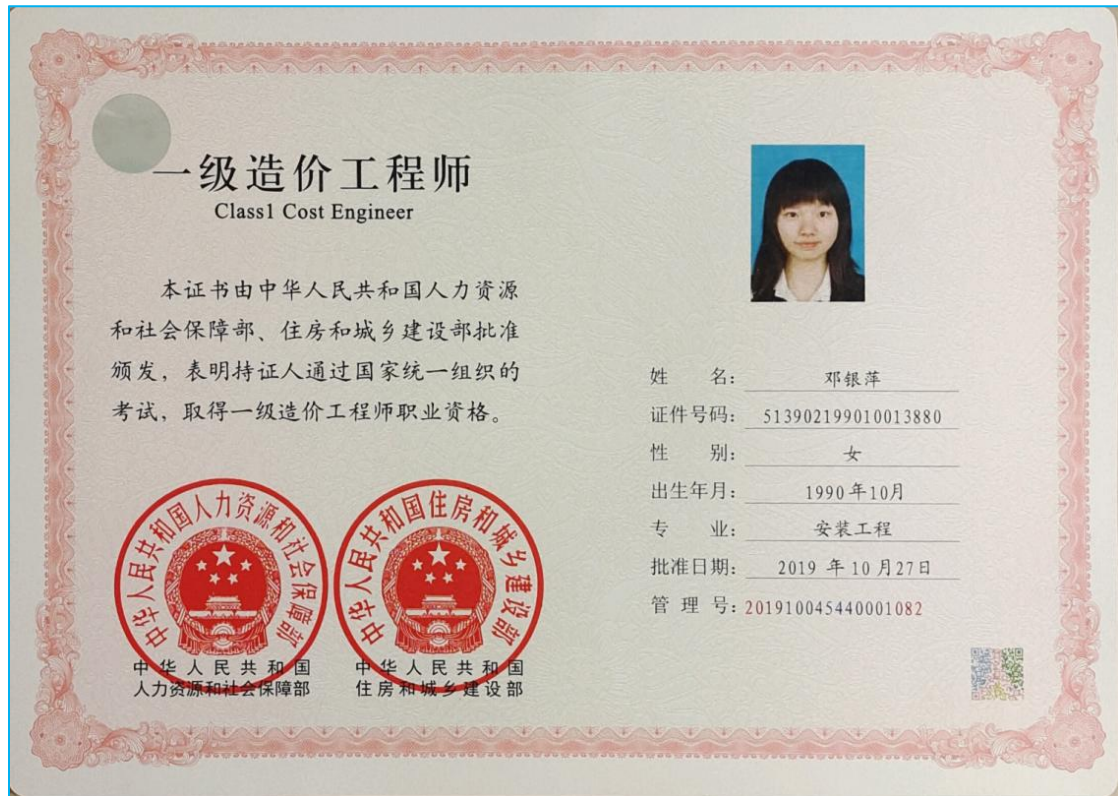 一级造价工程师
Class1 Cost Engineer
本证书由中华人民共和国人力资源
和社会保障部、住房和城乡建设部批准
颁发，表明持证人通过国家统一组织的
考试，取得一级造价工程师职业资格。
中华人民共和国人力资源和社会保障部
中华人民共和国住房和城乡建设部
中华人民共和国
人力资源和社会保障部
中华人民共和国
住房和城乡建设部
姓 名：邓银萍
证件号码：513902199010013880
性 别：女
出生年月：1990年10月
专 业：安装工程
批准日期：2019 年 10 月27日
管 理 号：201910045440001082